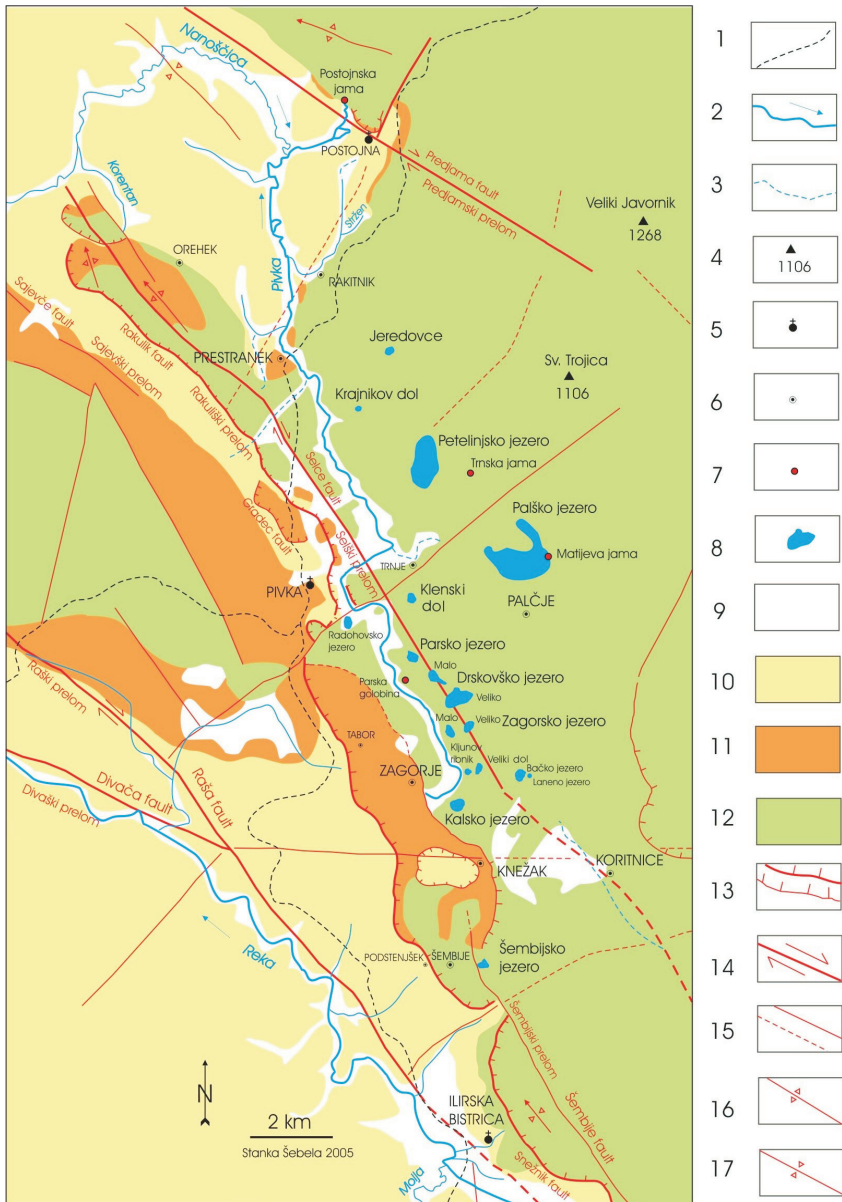 Nanoščica
Postojnska
jama
POSTOJNA
Korentan
Stržen
Predjama fault
Predjamski prelom
Veliki Javornik
1268
OREHEK
Pivka
RAKITNIK
Sajevče fault
Sajevški prelom
Rakulik fault
Rakuliški prelom
PRESTRANEK
Jeredovce
Sv. Trojica
1106
Krajnikov dol
Petelinjsko jezero
Trnska jama
Selce fault
Selški prelom
Gradec fault
Palško jezero
Matijeva jama
TRNJE
PIVKA
Klenski
dol
PALČJE
Radohovsko
jezero
Parsko jezero
Malo
Drskovško jezero
Parska
golobina
Veliko
Raški prelom
Raša fault
Malo
Veliko
Zagorsko jezero
TABOR
Kljunov
ribnik
Veliki dol
Bačko jezero
Laneno jezero
ZAGORJE
Divača fault
Divaški prelom
Kalsko jezero
KNEŽAK
KORITNICE
Reka
PODSTENJŠEK
ŠEMBIJE
Šembijsko
jezero
Šembijski prelom
Šembije fault
N
2 km
Stanka Šebela 2005
ILIRSKA
BISTRICA
Snežnik fault
Molja
1
2
3
4
1106
5
6
7
8
9
10
11
12
13
14
15
16
17